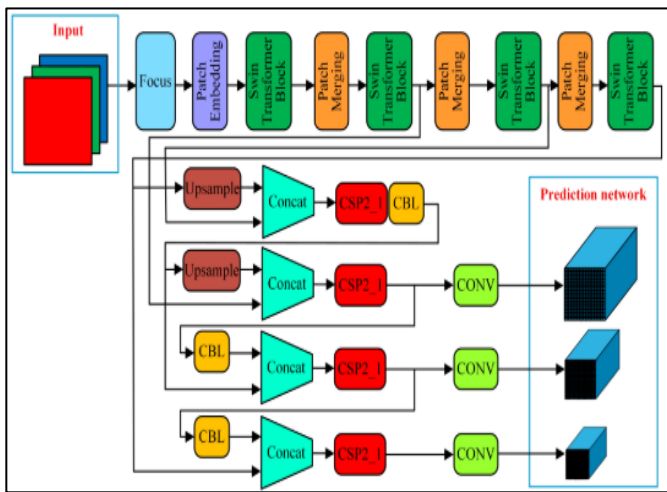 Input
Focus
Patch
Embedding
Swin
Transformer
Block
Patch
Merging
Swin
Transformer
Block
Patch
Merging
Swin
Transformer
Block
Patch
Merging
Swin
Transformer
Block
Upsample
Concat
CSP2_1
CBL
Prediction network
Upsample
Concat
CSP2_1
CONV
CBL
Concat
CSP2_1
CONV
CBL
Concat
CSP2_1
CONV